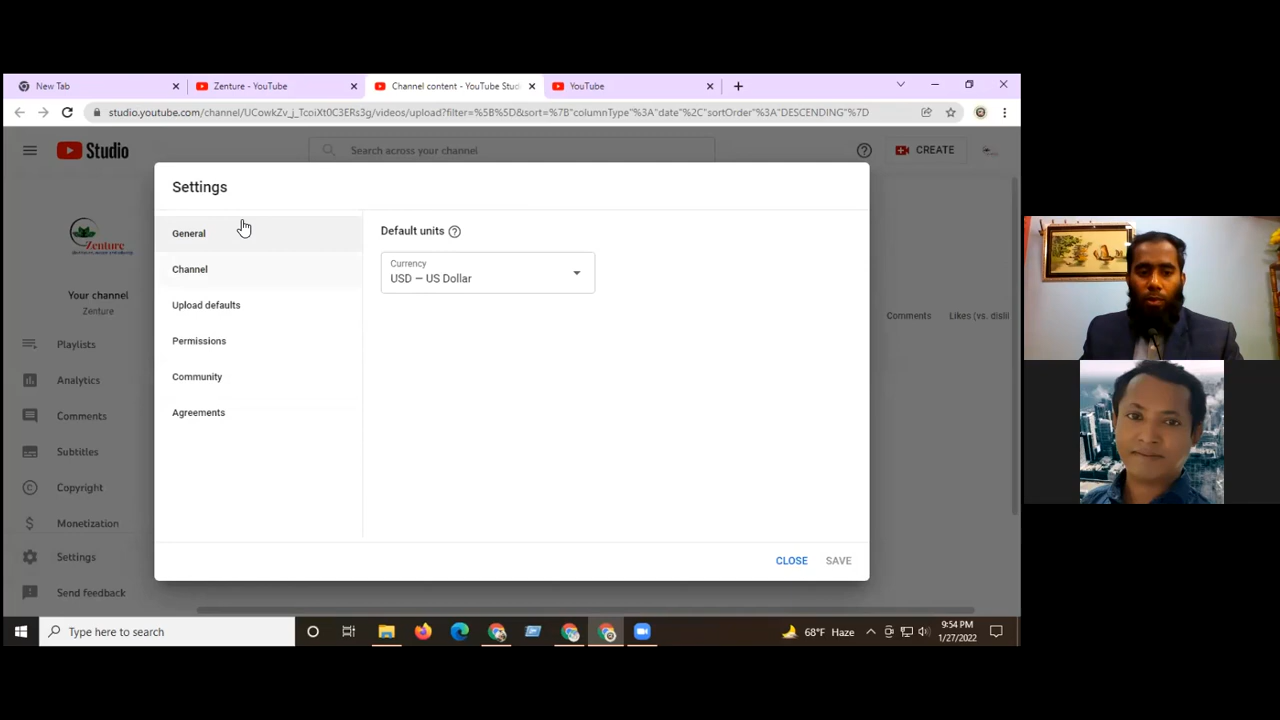 New Tab
Zenture - YouTube
Channel content - YouTube Studi
YouTube
studio.youtube.com/channel/UCowkZv_j_TcoiXt0C3ERs3g/videos/upload?filter=%5B%5D&sort=%7B"columnType"%3A"date"%2C"sortOrder"%3A"DESCENDING"%7D
Studio
Search across your channel
CREATE
Settings
General
Default units
Currency
USD – US Dollar
Channel
Upload defaults
Permissions
Community
Agreements
Zenture
Your channel
Zenture
Playlists
Analytics
Comments
Subtitles
Copyright
Monetization
Settings
Send feedback
Comments
Likes (vs. disli
CLOSE
SAVE
Type here to search
68°F Haze
9:54 PM
1/27/2022